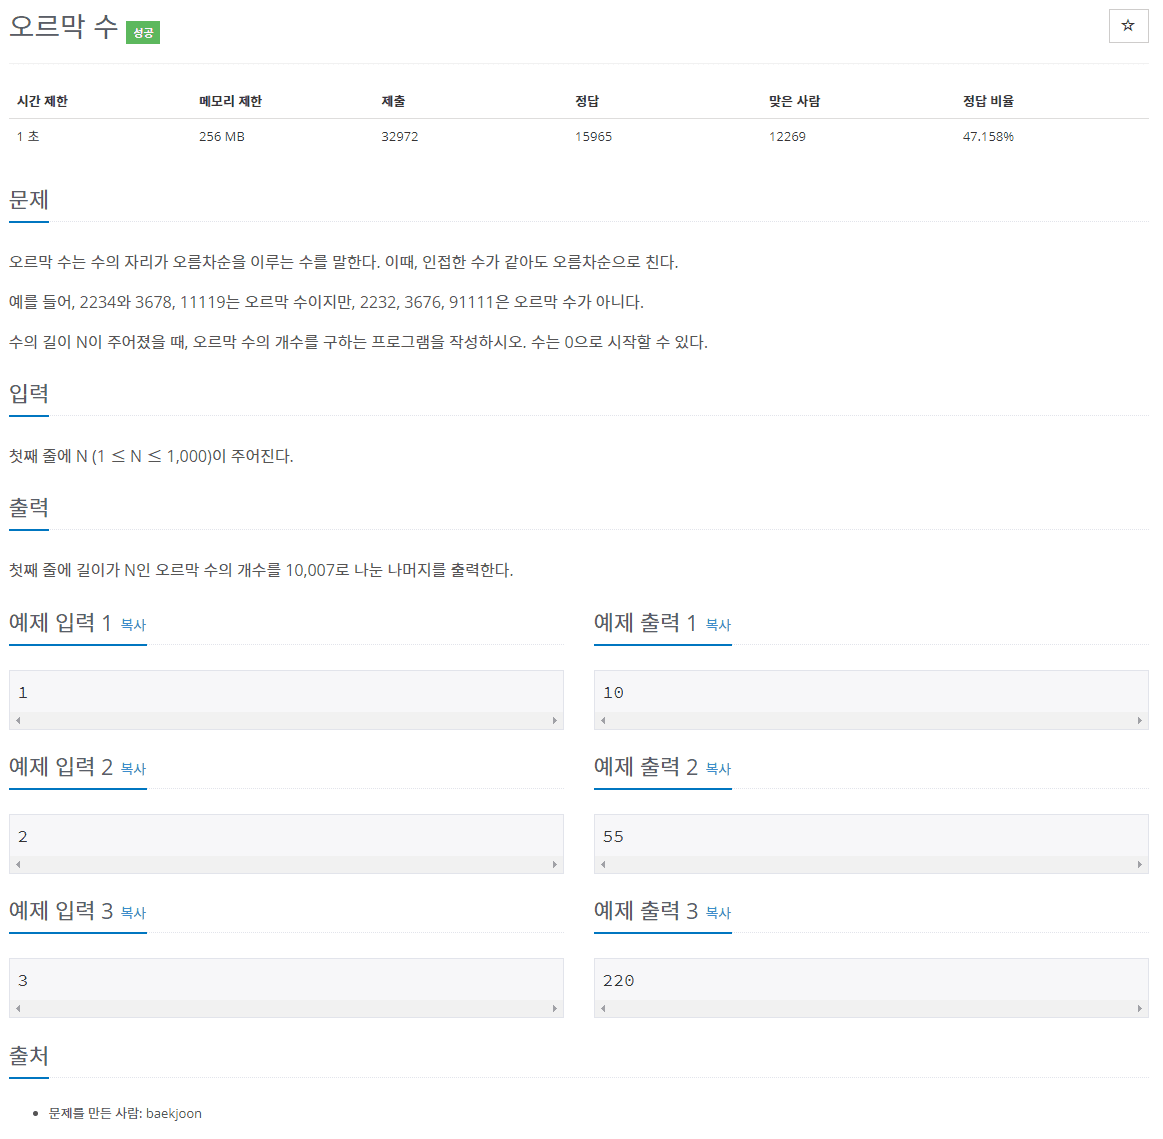 오르막 수 성공
☆
시간 제한 메모리 제한 제출 정답 맞은 사람 정답 비율
1 초 256 MB 32972 15965 12269 47.158%
문제
오르막 수는 수의 자리가 오름차순을 이루는 수를 말한다. 이때, 인접한 수가 같아도 오름차순으로 친다.
예를 들어, 2234와 3678, 11119는 오르막 수이지만, 2232, 3676, 91111은 오르막 수가 아니다.
수의 길이 N이 주어졌을 때, 오르막 수의 개수를 구하는 프로그램을 작성하시오. 수는 0으로 시작할 수 있다.
입력
첫째 줄에 N (1 ≤ N ≤ 1,000)이 주어진다.
출력
첫째 줄에 길이가 N인 오르막 수의 개수를 10,007로 나눈 나머지를 출력한다.
예제 입력 1 복사
1
예제 출력 1 복사
10
예제 입력 2 복사
2
예제 출력 2 복사
55
예제 입력 3 복사
3
예제 출력 3 복사
220
출처
• 문제를 만든 사람: baekjoon